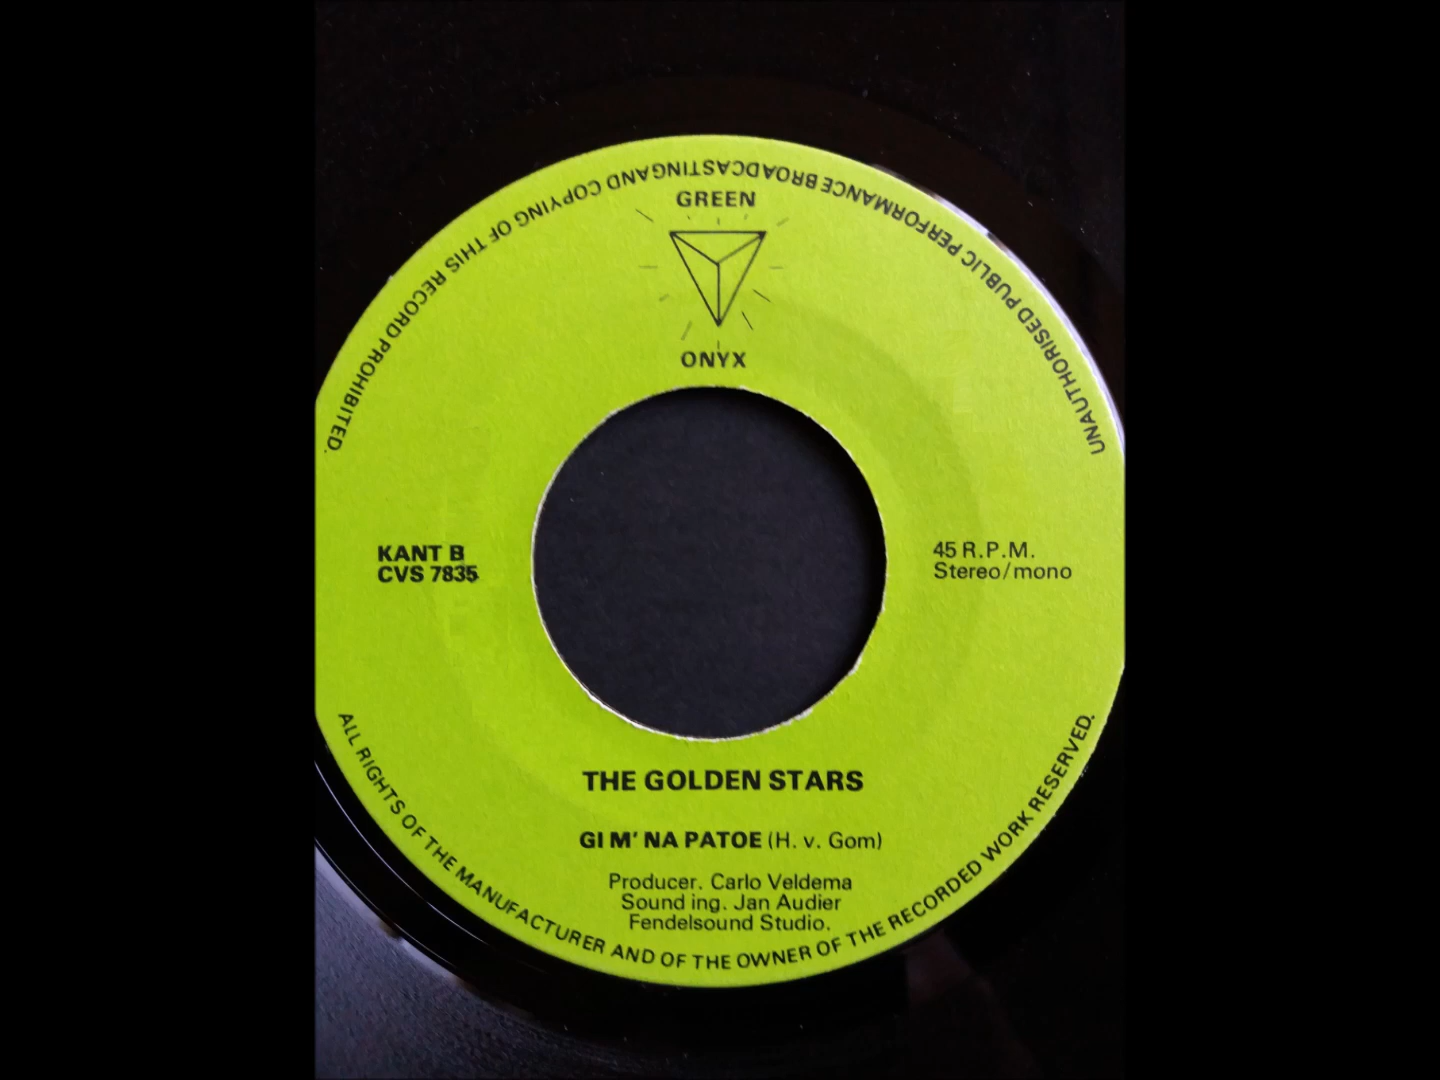 UNAUTHORISED PUBLIC PERFORMANCE BROADCASTING AND COPYING OF THIS RECORD PROHIBITED.
GREEN
ONYX
KANT B
CVS 7835
45 R.P.M.
Stereo/mono
THE GOLDEN STARS
GI M' NA PATOE (H. v. Gom)
Producer. Carlo Veldema
Sound ing. Jan Audier
Fendelsound Studio.
ALL RIGHTS OF THE MANUFACTURER AND OF THE OWNER OF THE RECORDED WORK RESERVED.